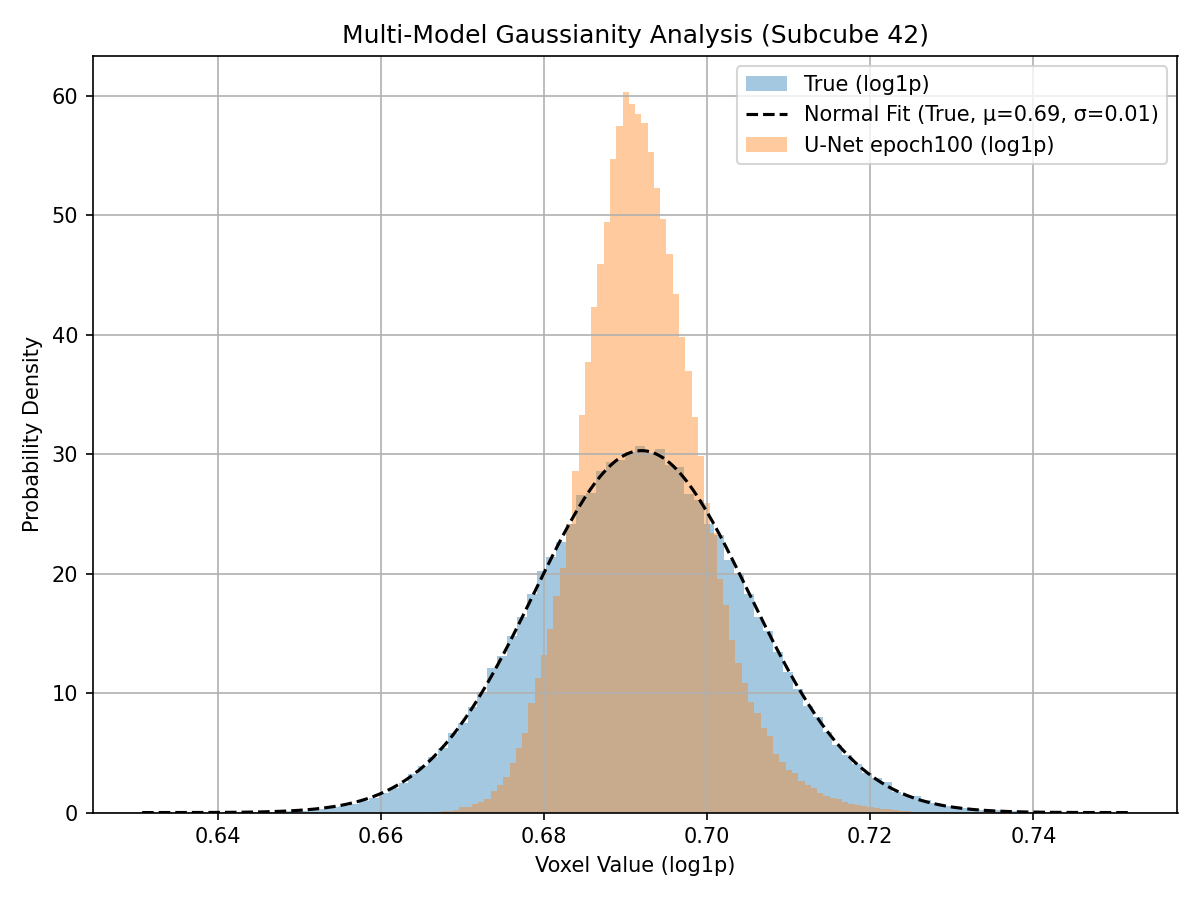 Multi-Model Gaussianity Analysis (Subcube 42)
True (log1p)
Normal Fit (True, μ=0.69, σ=0.01)
U-Net epoch100 (log1p)
Probability Density
60
50
40
30
20
10
0
0.64 0.66 0.68 0.70 0.72 0.74
Voxel Value (log1p)